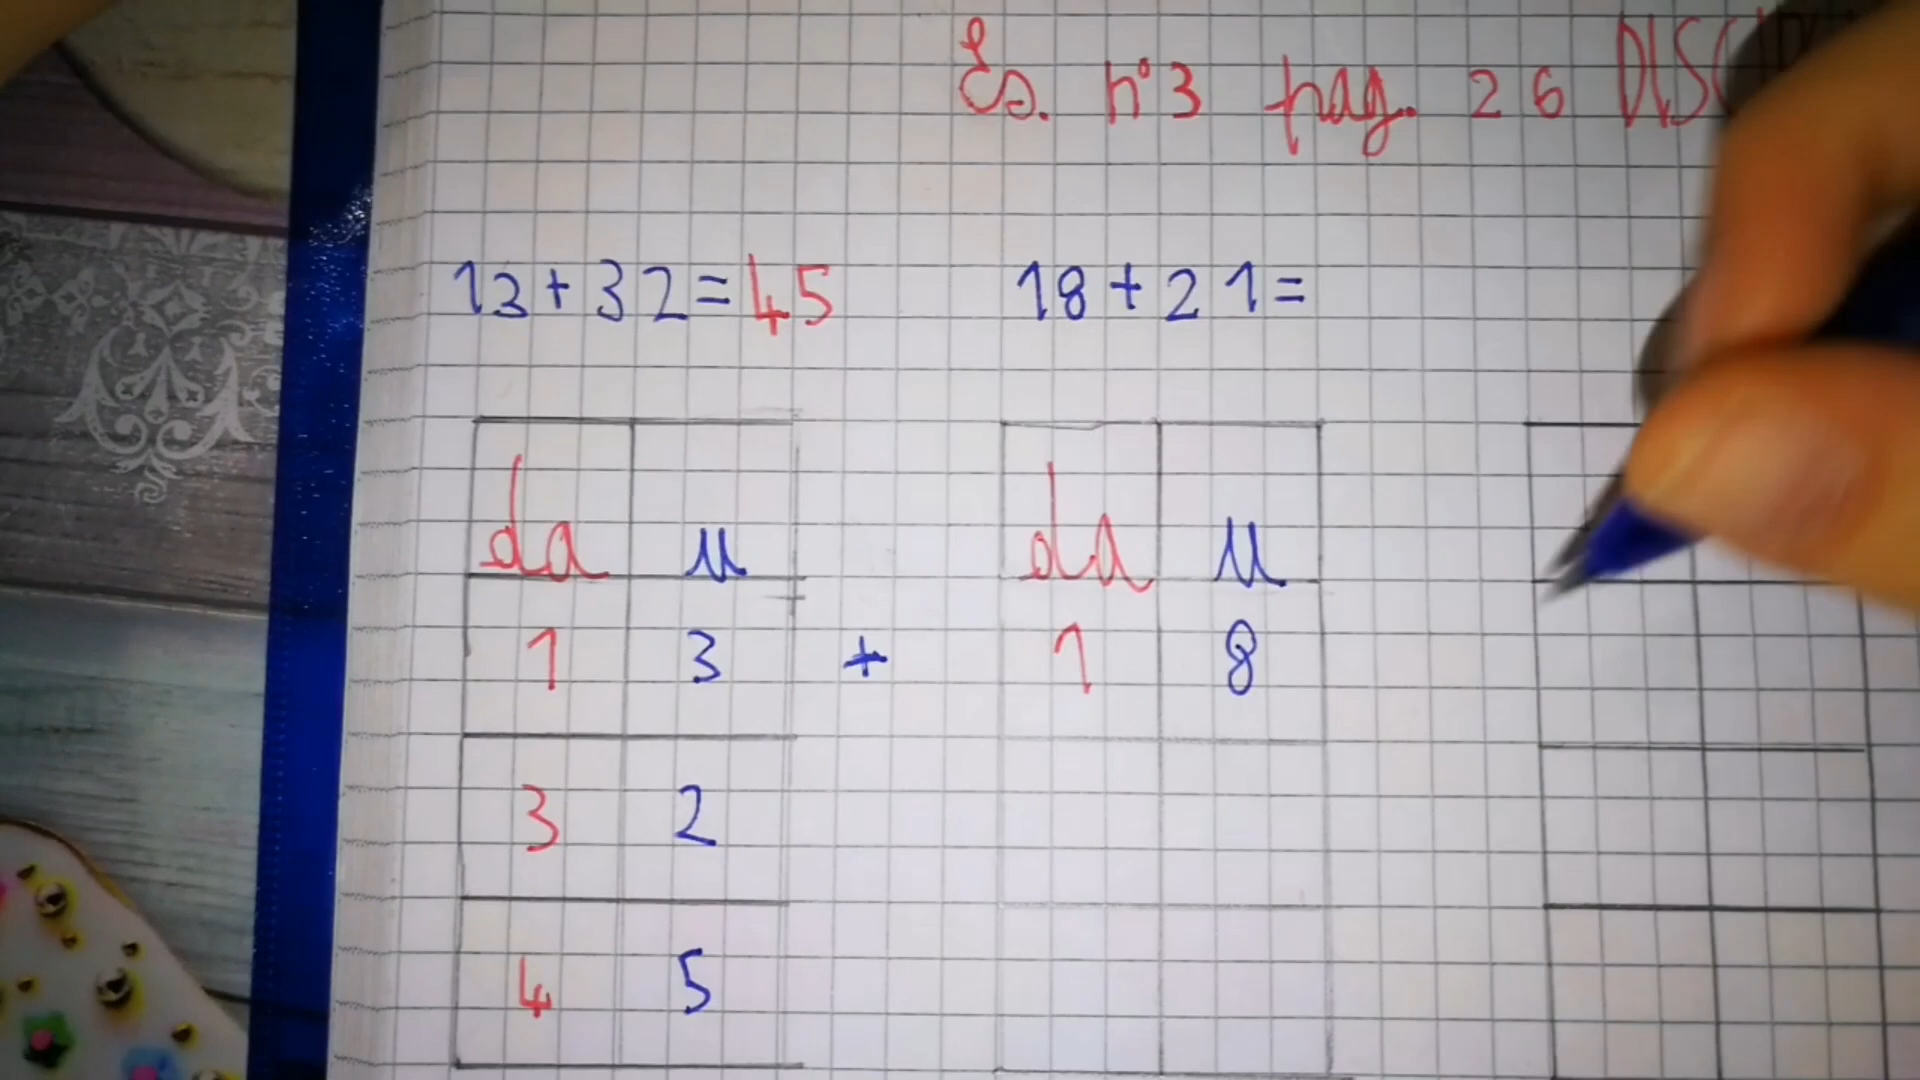 Es. n°3 pag. 26
13+32=45 18+21=
da u da u
1 3 + 1 8
3 2
4 5